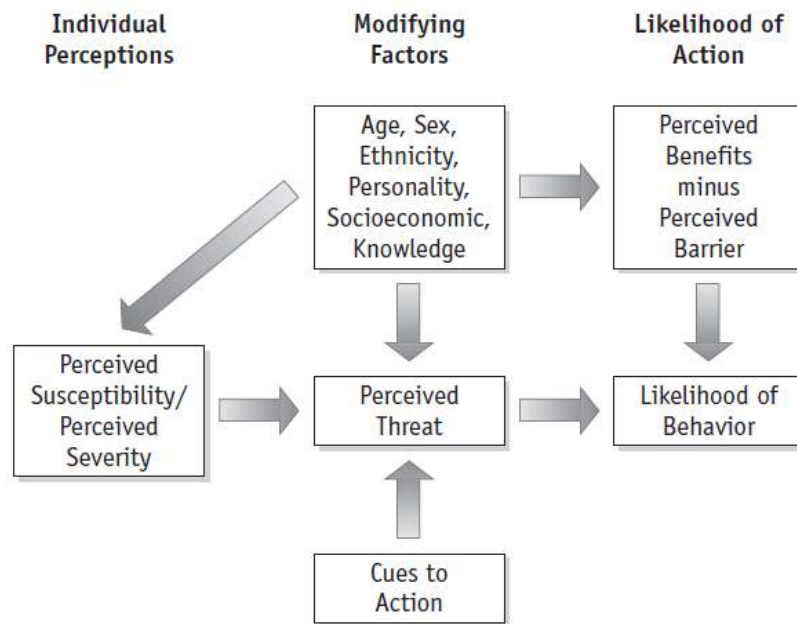 Individual
Perceptions
Modifying
Factors
Likelihood of
Action
Age, Sex,
Ethnicity,
Personality,
Socioeconomic,
Knowledge
Perceived
Benefits
minus
Perceived
Barrier
Perceived
Susceptibility/
Perceived
Severity
Perceived
Threat
Likelihood of
Behavior
Cues to
Action